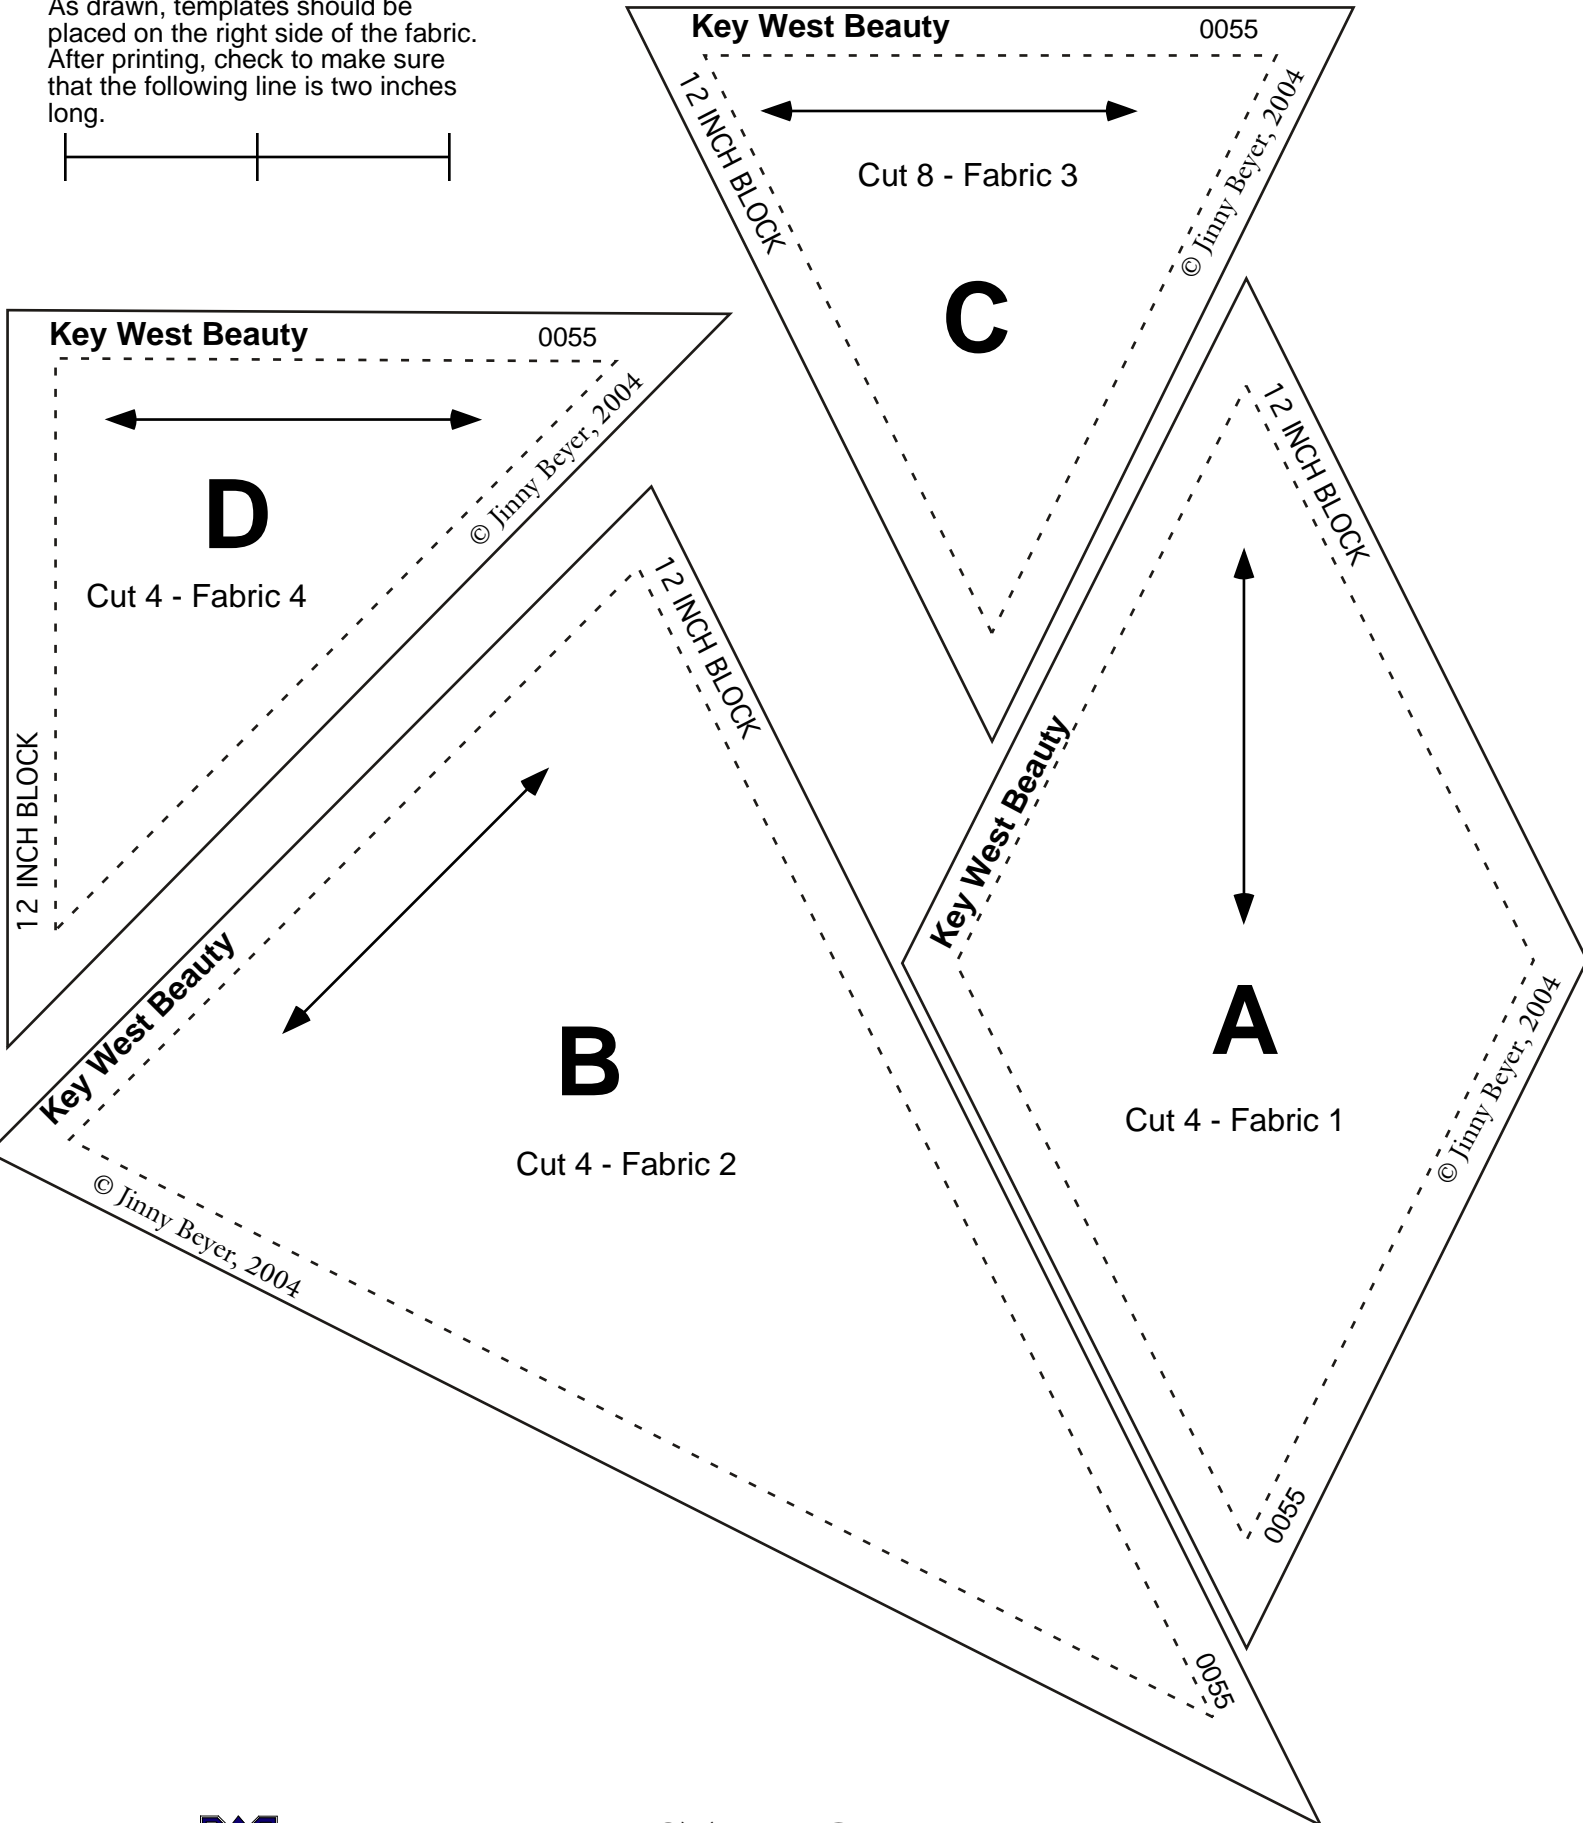 As drawn, templates should be
placed on the right side of the fabric.
After printing, check to make sure
that the following line is two inches
long.
Key West Beauty 0055
12 INCH BLOCK
© Jinny Beyer, 2004
Cut 8 - Fabric 3
C
Key West Beauty 0055
© Jinny Beyer, 2004
D
Cut 4 - Fabric 4
12 INCH BLOCK
12 INCH BLOCK
Key West Beauty
B
Cut 4 - Fabric 2
© Jinny Beyer, 2004
0055
12 INCH BLOCK
Key West Beauty
A
Cut 4 - Fabric 1
© Jinny Beyer, 2004
0055